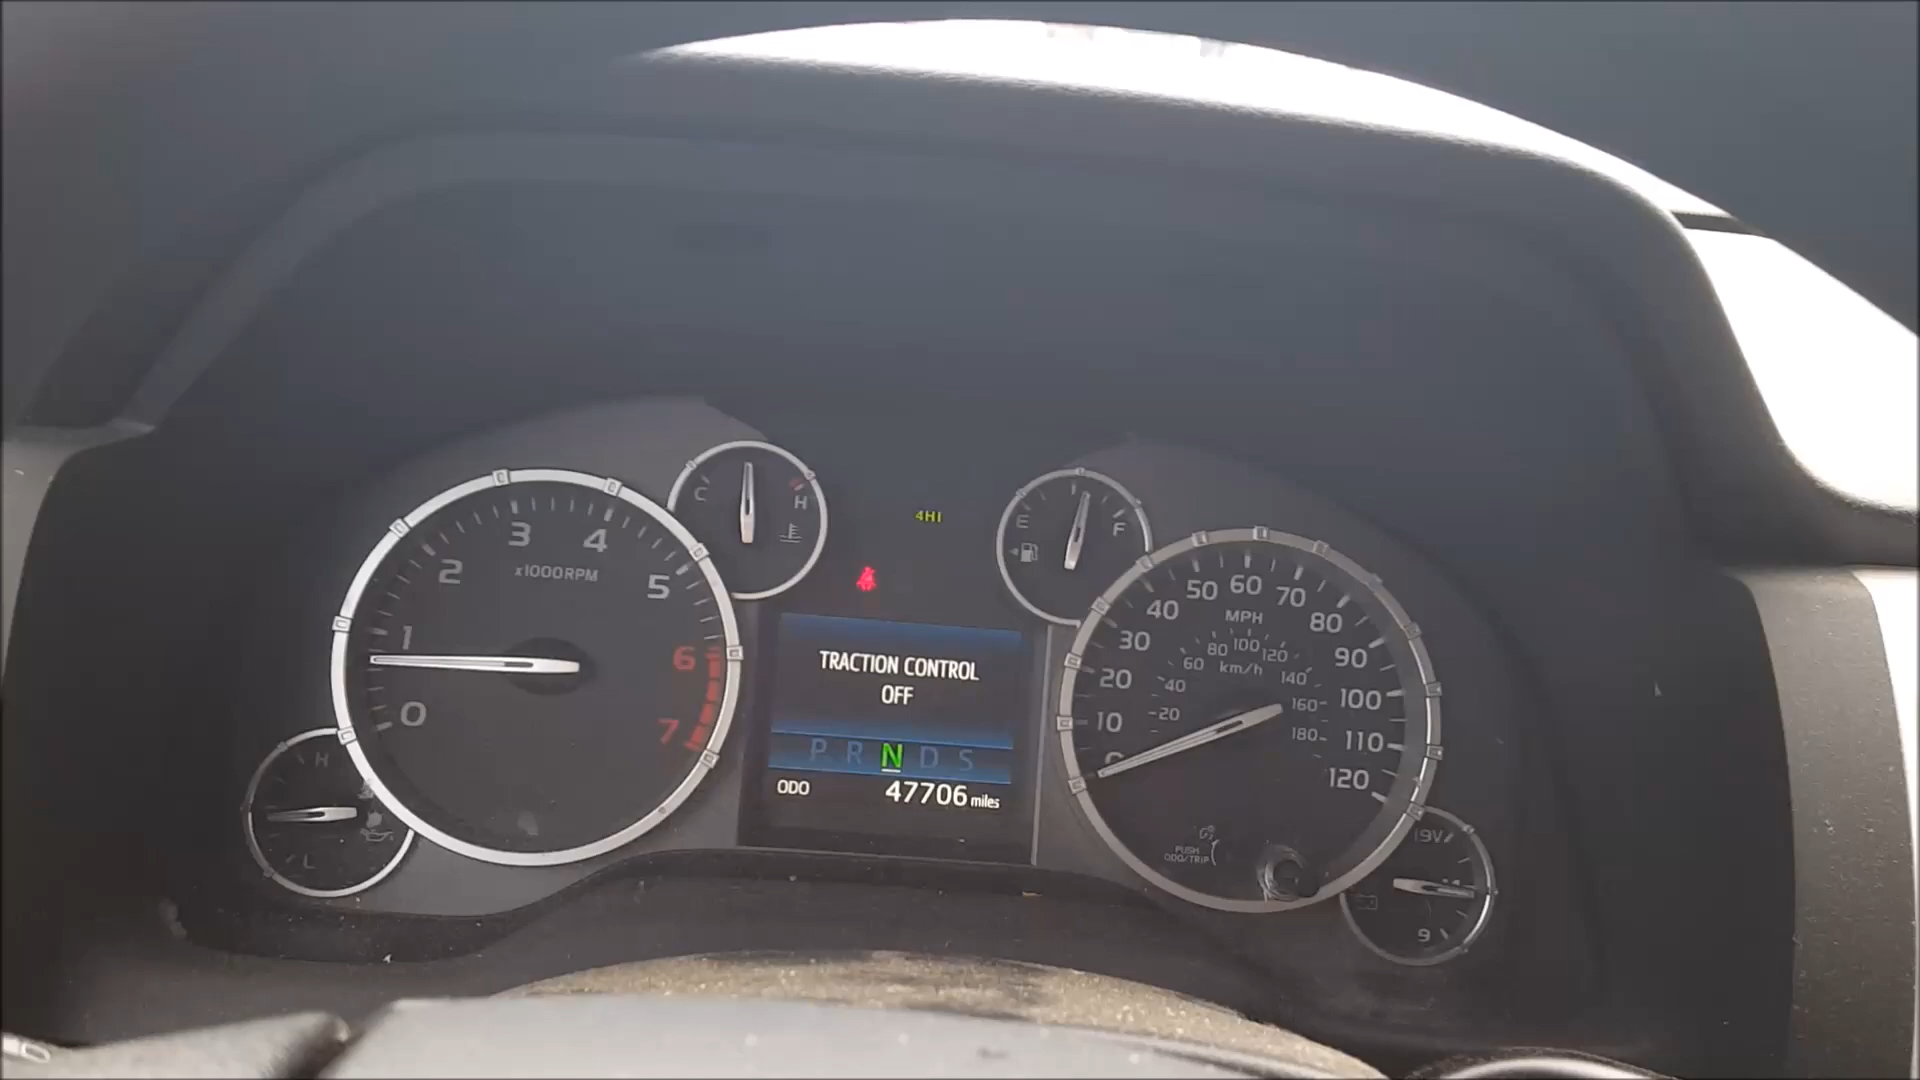 C
H
4HI
E
F
0
1
2
3
4
5
6
7
x1000RPM
TRACTION CONTROL
OFF
P R N D S
ODO 47706 miles
0
10
20
30
40
50
60
70
80
90
100
110
120
MPH
20
40
60
80
100
120
140
160
180
km/h
PUSH
ODO/TRIP
H
L
19V
9